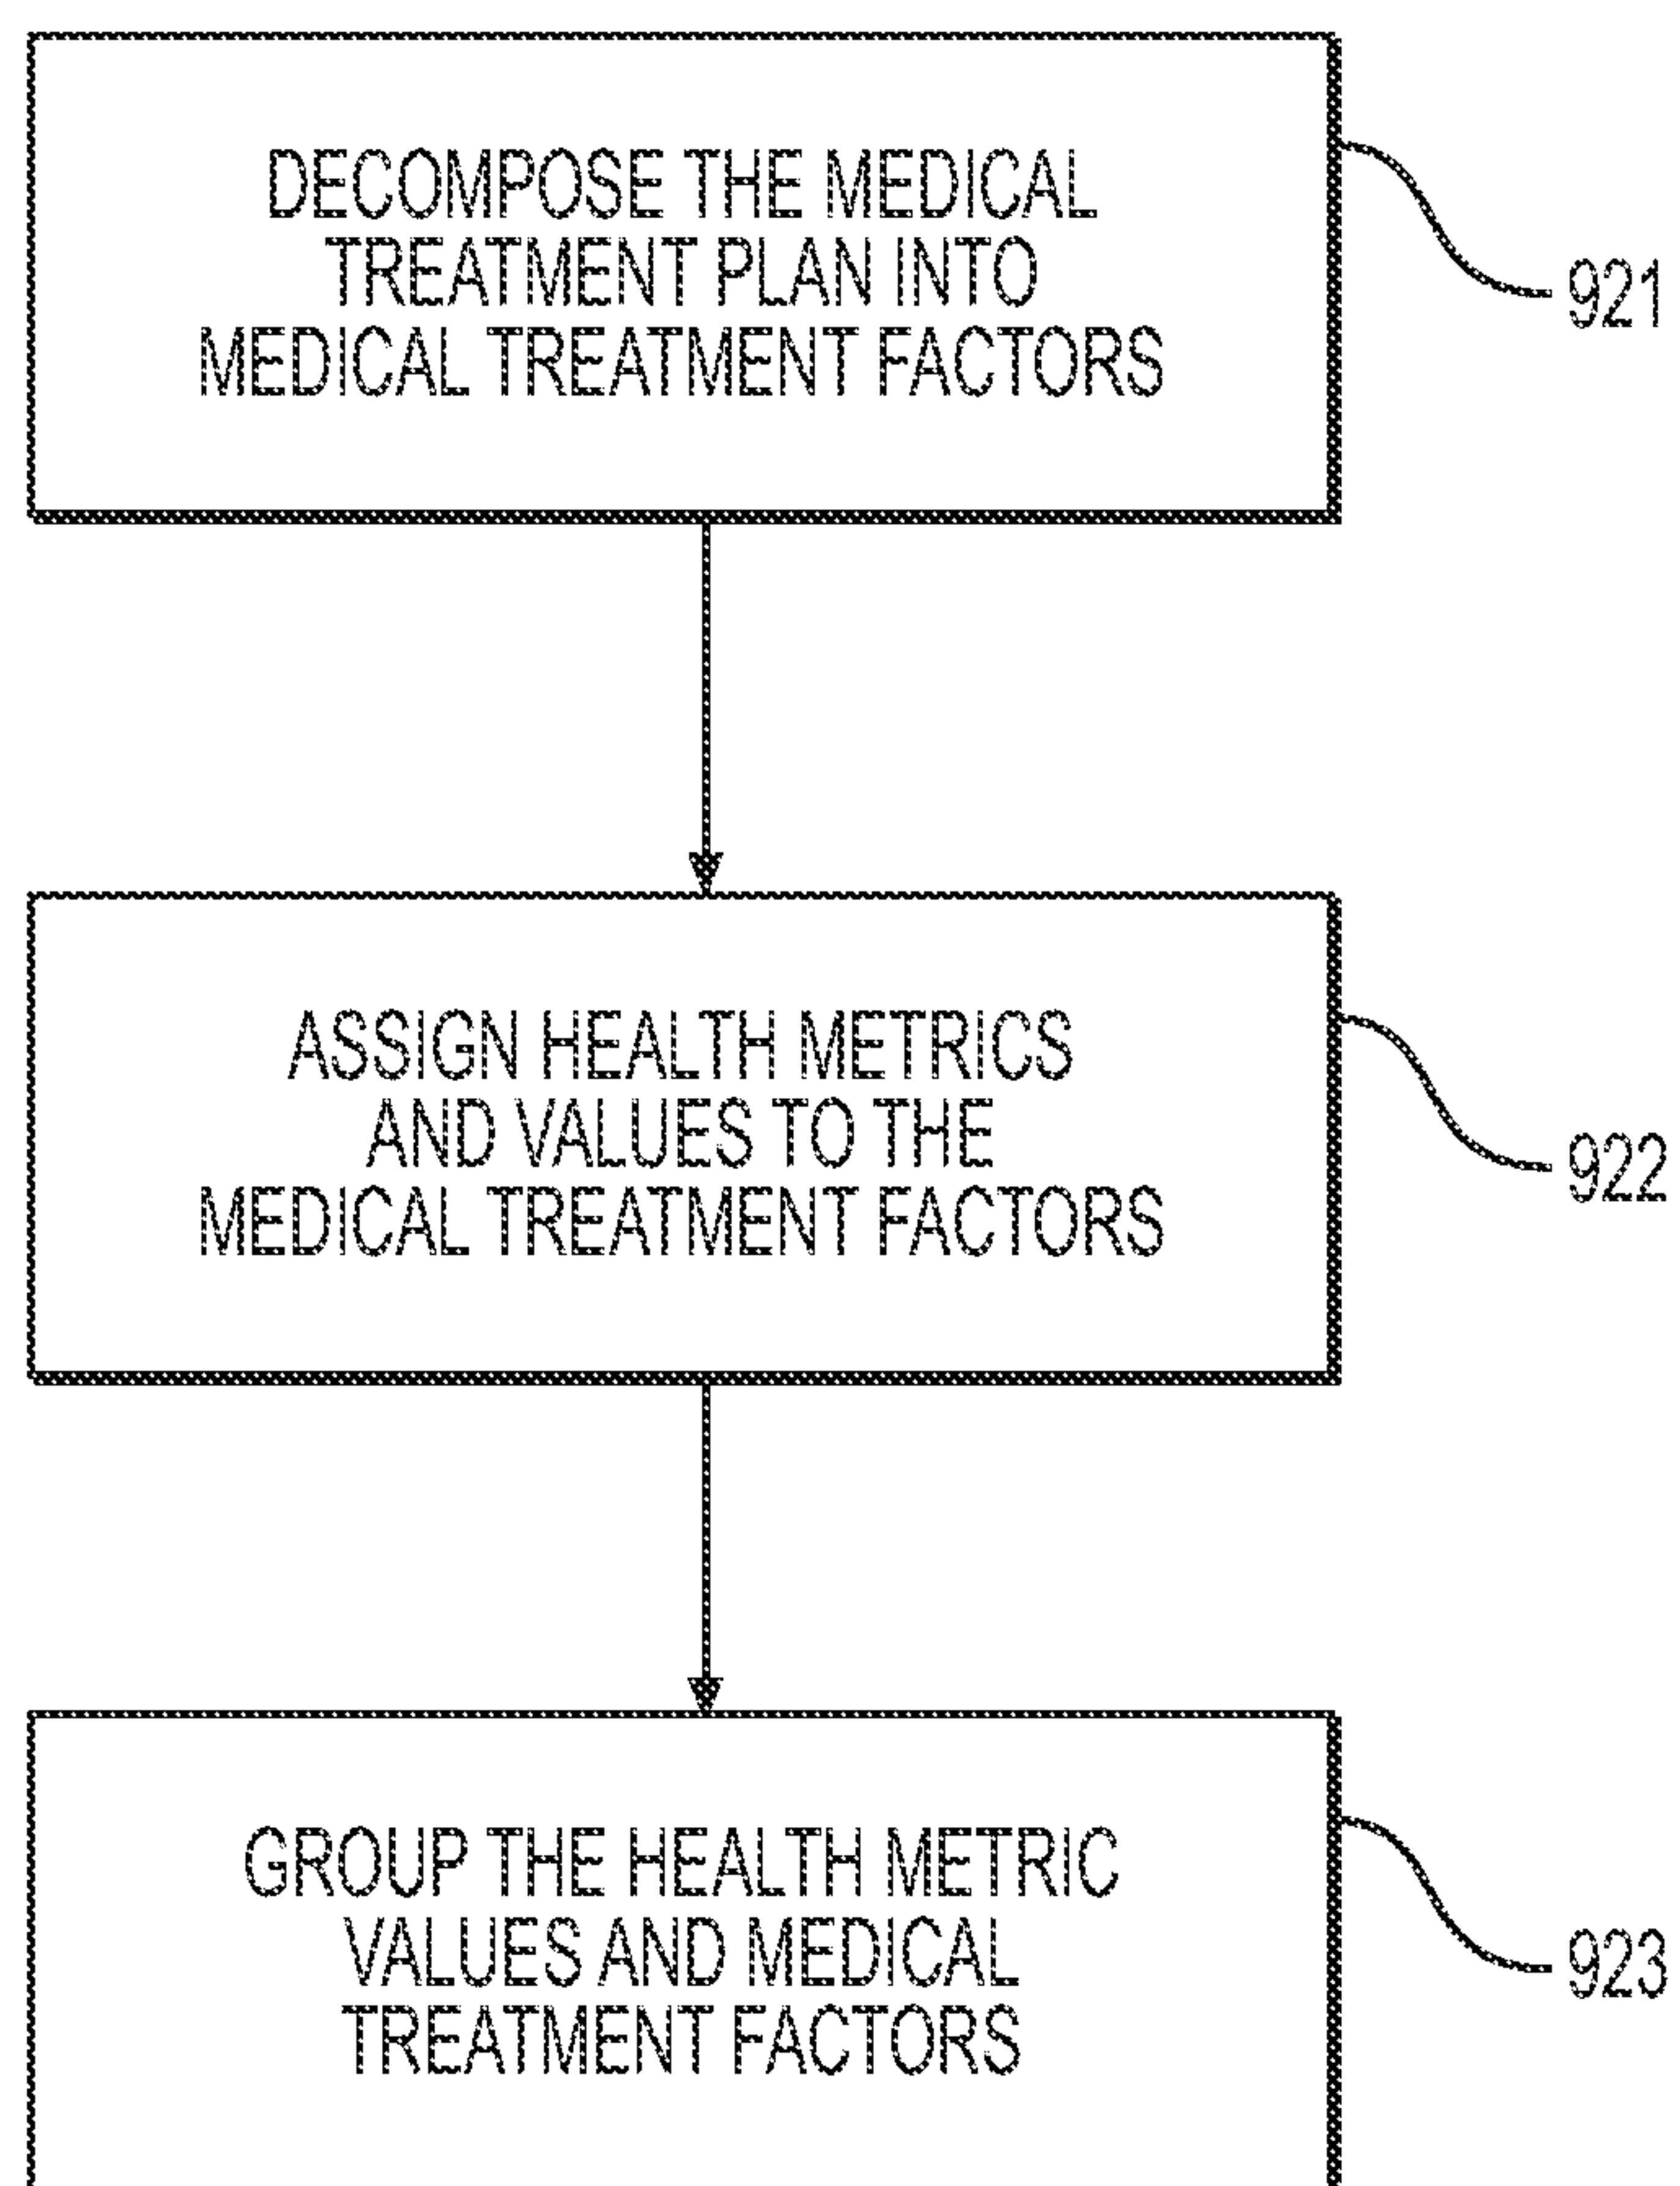 DECOMPOSE THE MEDICAL
TREATMENT PLAN INTO
MEDICAL TREATMENT FACTORS
921
ASSIGN HEALTH METRICS
AND VALUES TO THE
MEDICAL TREATMENT FACTORS
922
GROUP THE HEALTH METRIC
VALUES AND MEDICAL
TREATMENT FACTORS
923